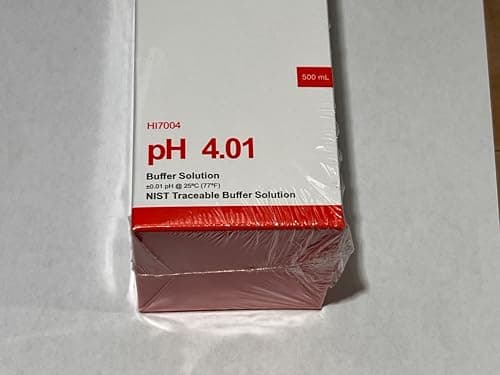 500 mL
HI7004
pH 4.01
Buffer Solution
±0.01 pH @ 25ºC (77ºF)
NIST Traceable Buffer Solution